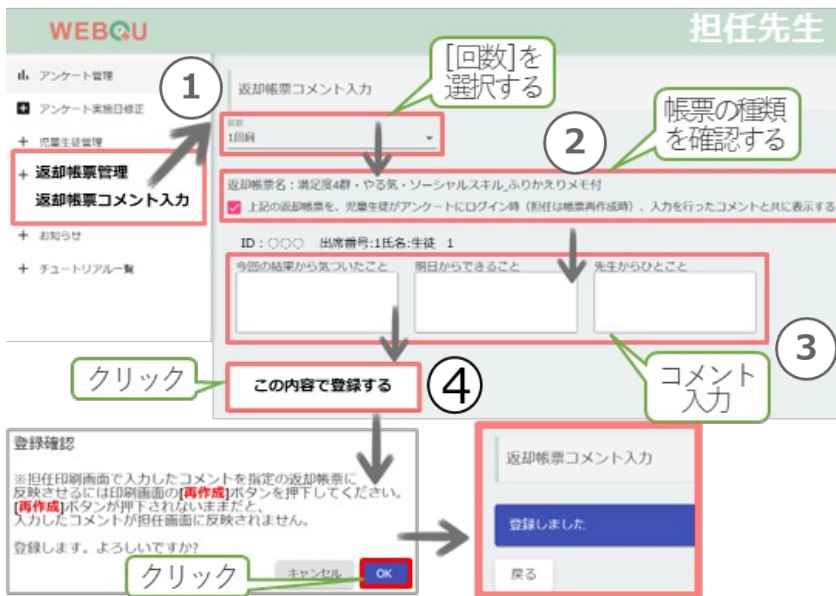 WEBQU
担任先生
アンケート管理
アンケート実施日修正
児童生徒管理
返却帳票管理
返却帳票コメント入力
お知らせ
チュートリアル一覧
①
返却帳票コメント入力
[回数]を
選択する
回数
1回目
②
帳票の種類
を確認する
返却帳票名：満足度4群・やる気・ソーシャルスキル_ふりかえりメモ付
上記の返却帳票を、児童生徒がアンケートにログイン時（担任は帳票再作成時）、入力を行ったコメントと共に表示する
ID：○○○ 出席番号:1氏名:生徒 1
今回の結果から気づいたこと
明日からできること
先生からひとこと
③
コメント
入力
クリック
この内容で登録する
④
登録確認
※担任印刷画面で入力したコメントを指定の返却帳票に
反映させるには印刷画面の[再作成]ボタンを押下してください。
[再作成]ボタンが押下されないままだと、
入力したコメントが担任画面に反映されません。
登録します。よろしいですか?
クリック
キャンセル
OK
返却帳票コメント入力
登録しました
戻る